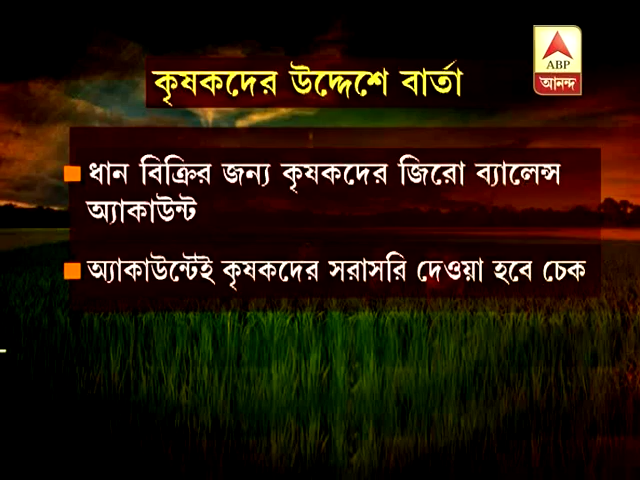 কৃষকদের উদ্দেশে বার্তা
ABP
আনন্দ
ধান বিক্রির জন্য কৃষকদের জিরো ব্যালেন্স
অ্যাকাউন্ট
অ্যাকাউন্টেই কৃষকদের সরাসরি দেওয়া হবে চেক